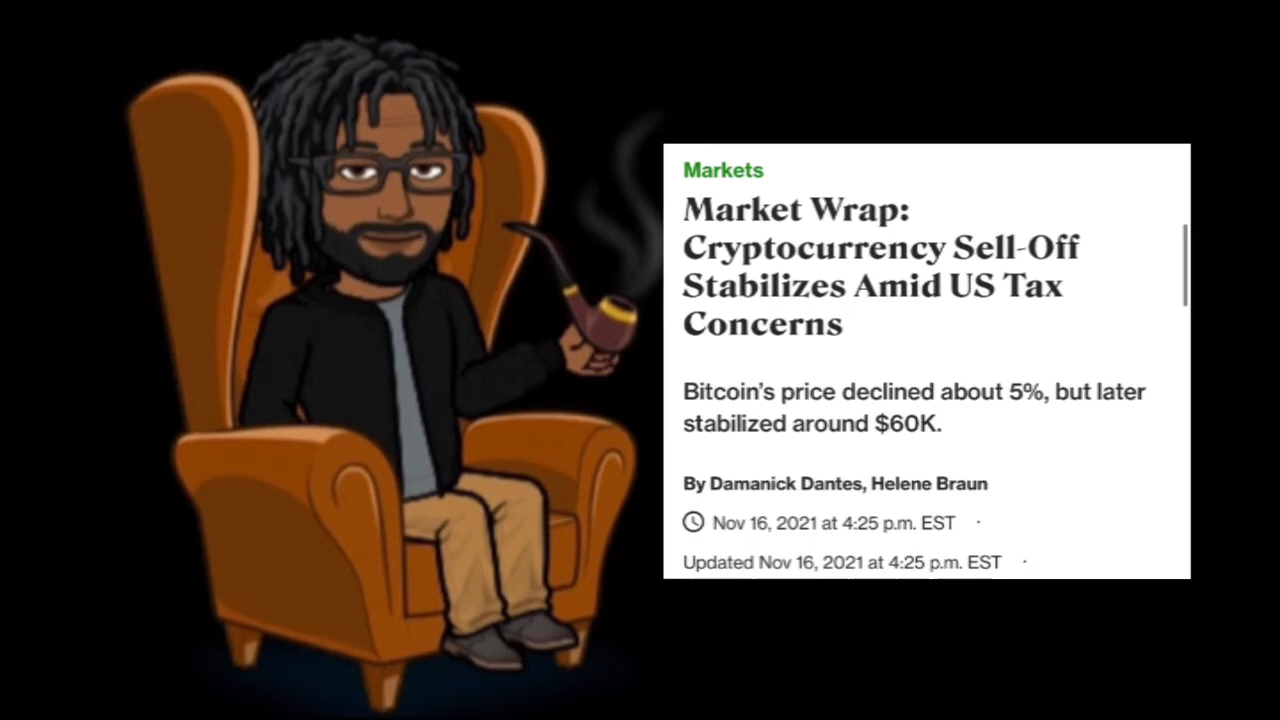 Markets
Market Wrap:
Cryptocurrency Sell-Off
Stabilizes Amid US Tax
Concerns
Bitcoin’s price declined about 5%, but later
stabilized around $60K.
By Damanick Dantes, Helene Braun
Nov 16, 2021 at 4:25 p.m. EST ·
Updated Nov 16, 2021 at 4:25 p.m. EST ·